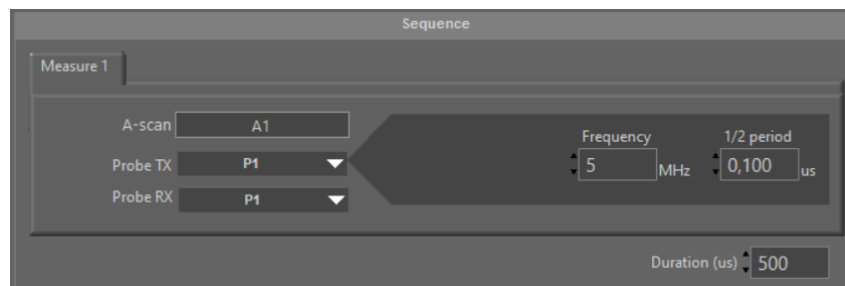 Sequence
Measure 1
A-scan A1
Frequency 1/2 period
Probe TX P1 5 MHz 0,100 us
Probe RX P1
Duration (us) 500